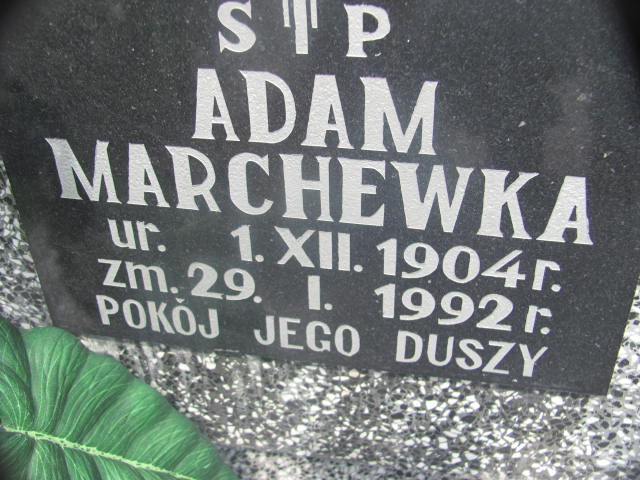 S P
ADAM
MARCHEWKA
ur. 1. XII. 1904 r.
zm. 29. I. 1992 r.
POKÓJ JEGO DUSZY